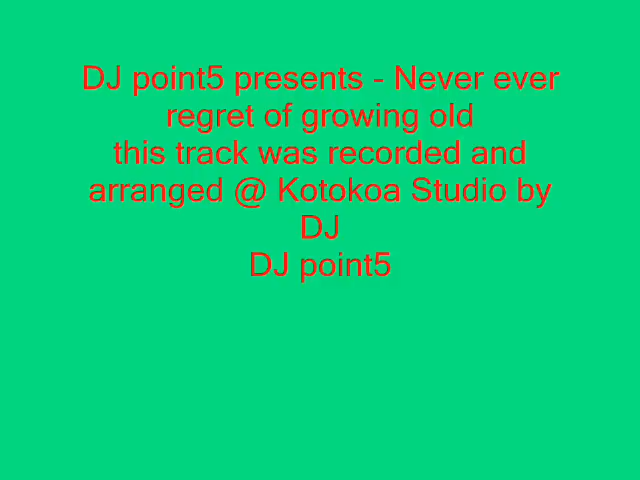 DJ point5 presents - Never ever
regret of growing old
this track was recorded and
arranged @ Kotokoa Studio by
DJ
DJ point5